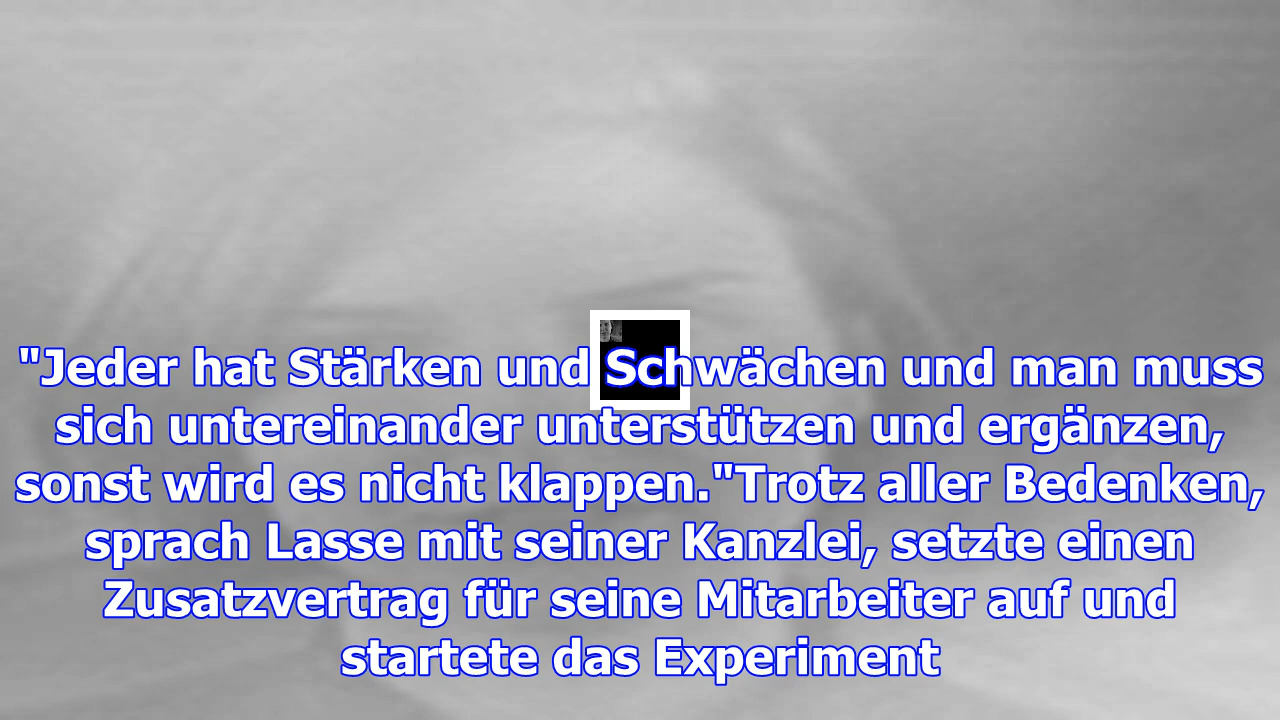 "Jeder hat Stärken und Schwächen und man muss
sich untereinander unterstützen und ergänzen,
sonst wird es nicht klappen."Trotz aller Bedenken,
sprach Lasse mit seiner Kanzlei, setzte einen
Zusatzvertrag für seine Mitarbeiter auf und
startete das Experiment